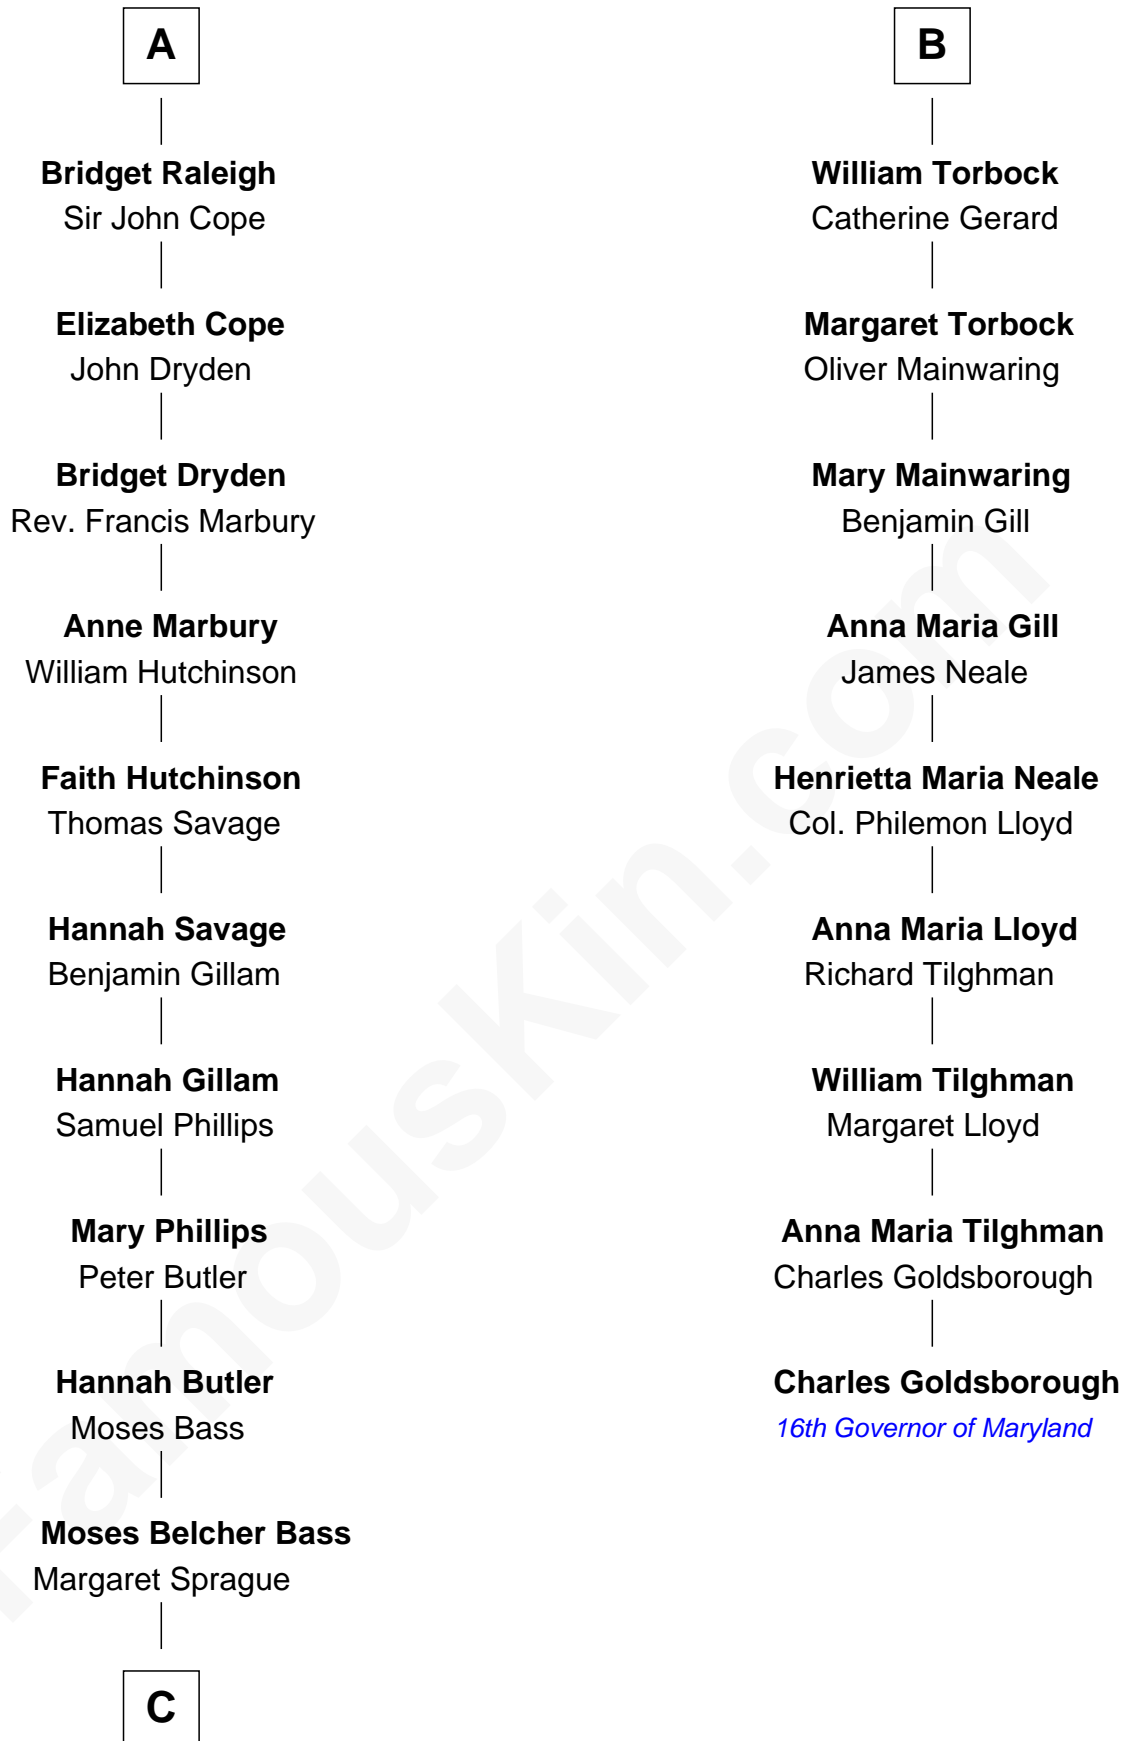 A
Bridget Raleigh
Sir John Cope
Elizabeth Cope
John Dryden
Bridget Dryden
Rev. Francis Marbury
Anne Marbury
William Hutchinson
Faith Hutchinson
Thomas Savage
Hannah Savage
Benjamin Gillam
Hannah Gillam
Samuel Phillips
Mary Phillips
Peter Butler
Hannah Butler
Moses Bass
Moses Belcher Bass
Margaret Sprague
C
B
William Torbock
Catherine Gerard
Margaret Torbock
Oliver Mainwaring
Mary Mainwaring
Benjamin Gill
Anna Maria Gill
James Neale
Henrietta Maria Neale
Col. Philemon Lloyd
Anna Maria Lloyd
Richard Tilghman
William Tilghman
Margaret Lloyd
Anna Maria Tilghman
Charles Goldsborough
Charles Goldsborough
16th Governor of Maryland
FamousKin.com